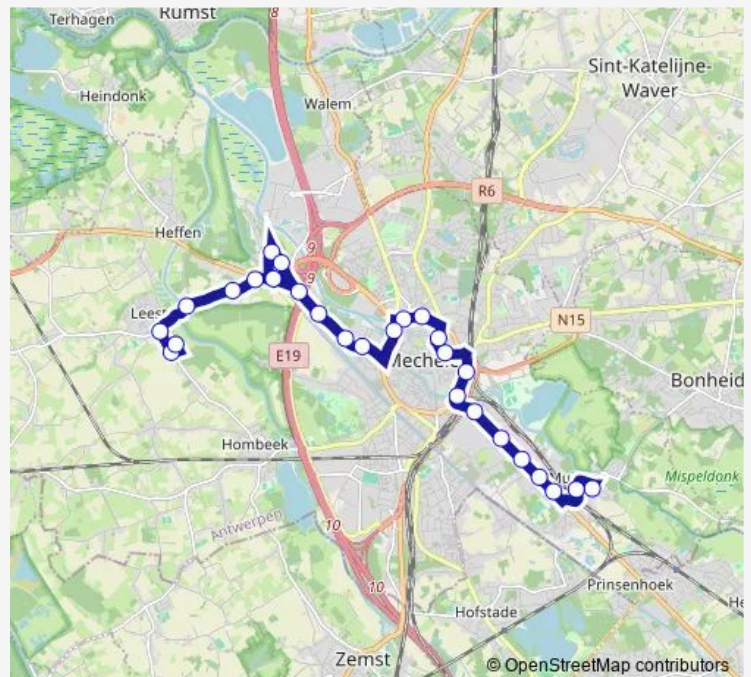 Terhagen
Rumst
8
Sint-Katelijne-
Waver
Heindonk
Walem
R6
Heffen
9
9
Leest
N15
E19
Bonheid
Hombeek
Mispeldonk
Antwerpen
10
Prinsenhoek
10
Hofstade
Zemst
© OpenStreetMap contributors